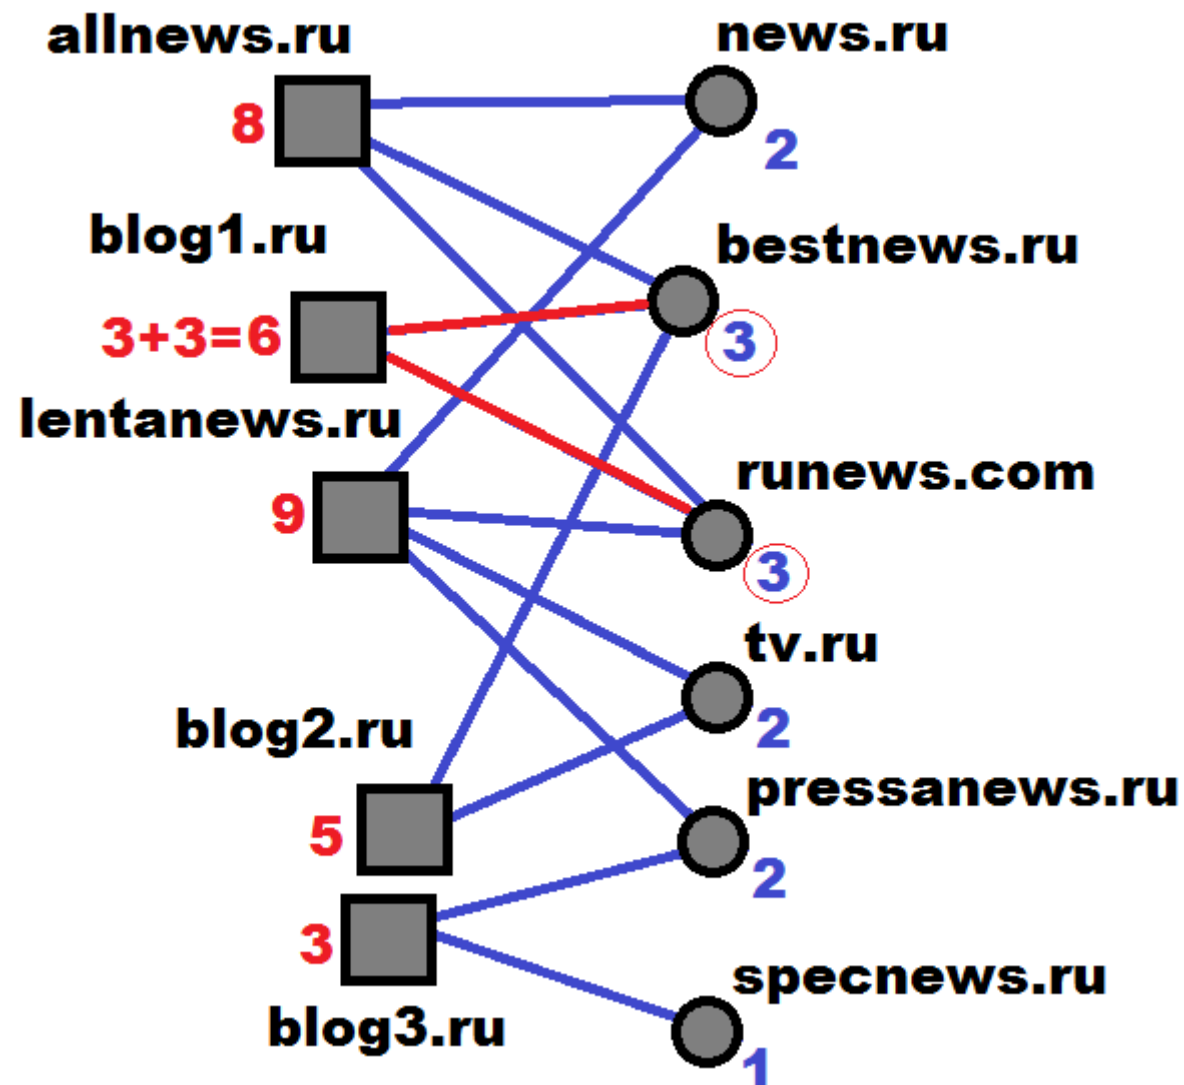 allnews.ru
news.ru
8
2
blog1.ru
bestnews.ru
3+3=6
3
lentanews.ru
runews.com
9
3
tv.ru
blog2.ru
2
pressanews.ru
5
2
3
specnews.ru
blog3.ru
1